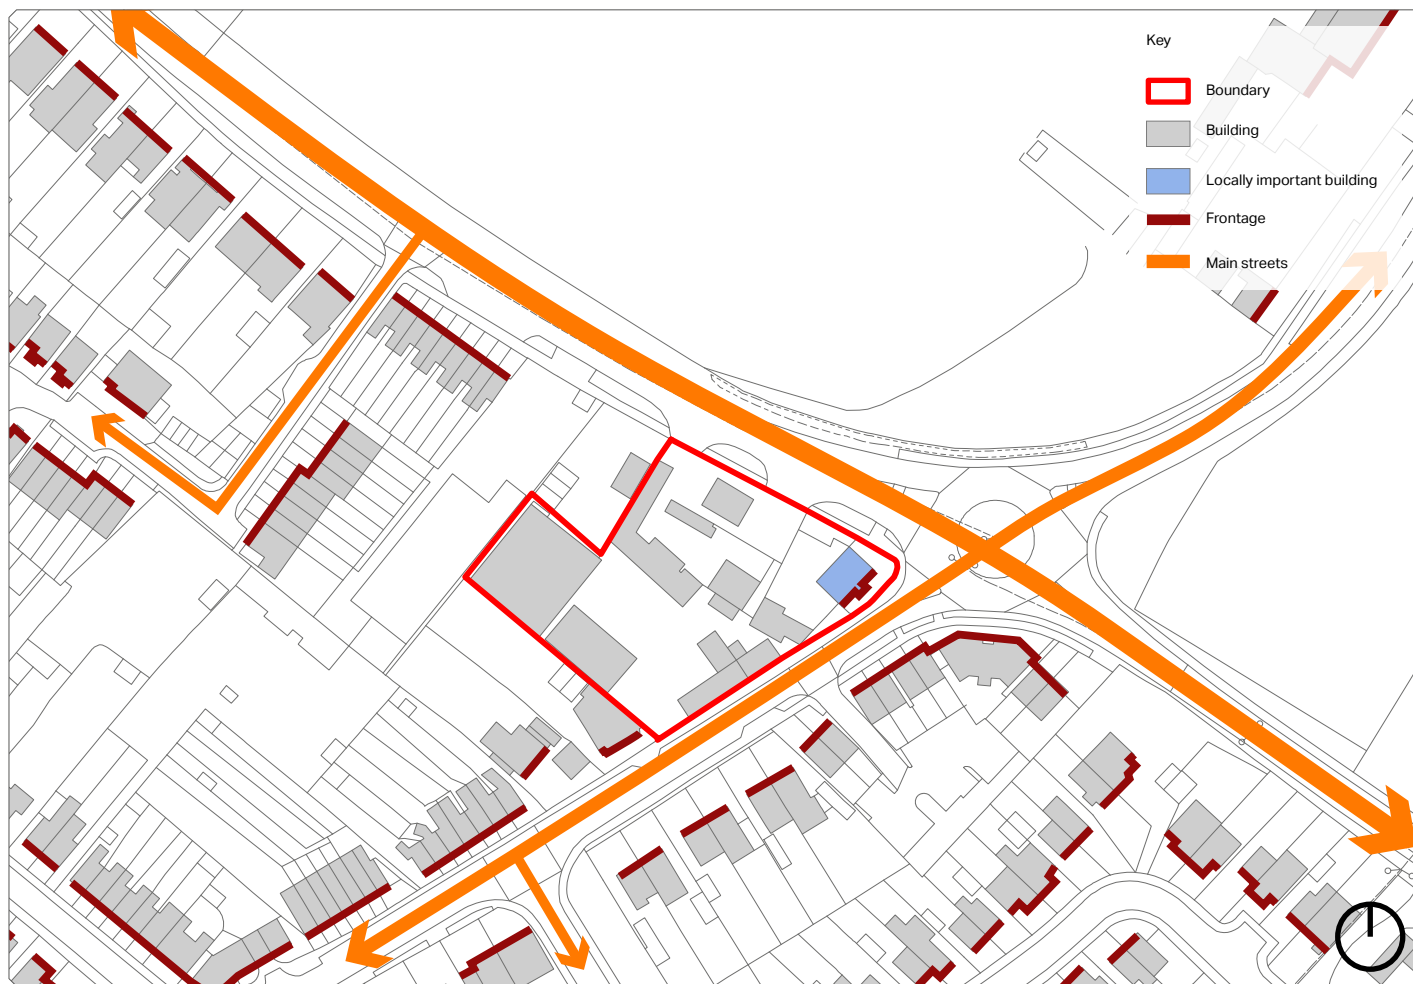 Key
Boundary
Building
Locally important building
Frontage
Main streets